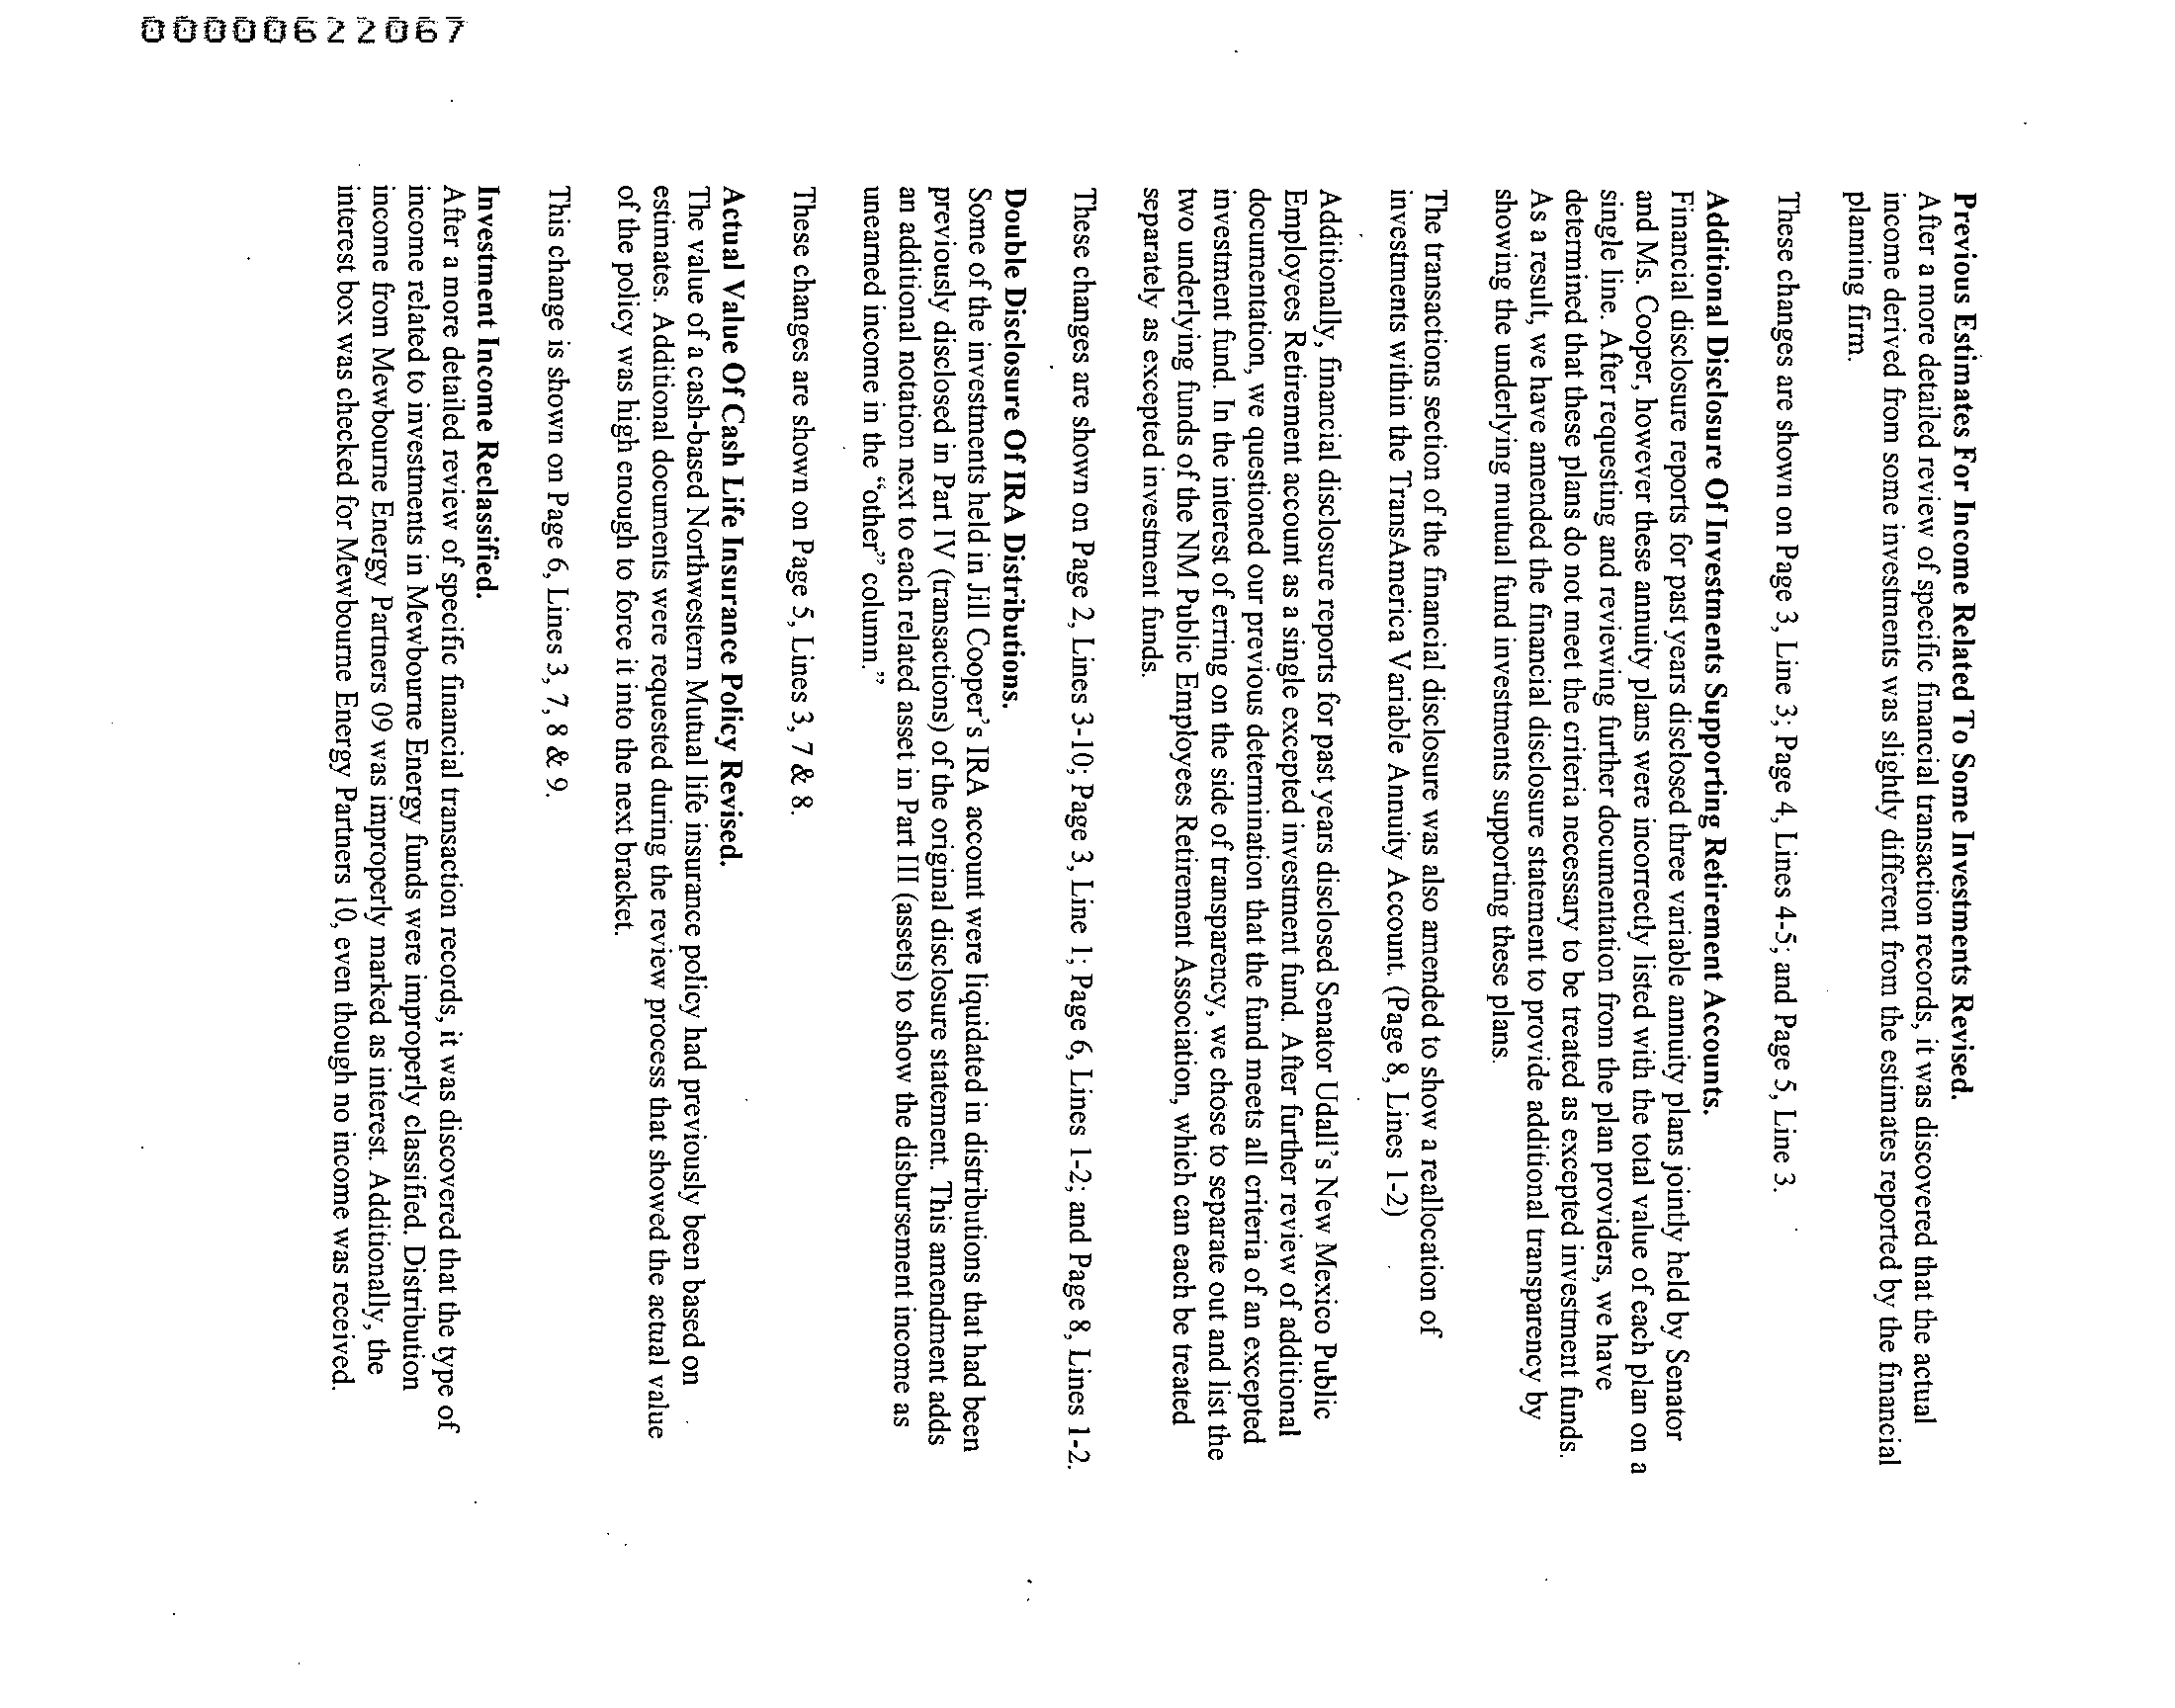 00000622067
Previous Estimates For Income Related To Some Investments Revised.
After a more detailed review of specific financial transaction records, it was discovered that the actual
income derived from some investments was slightly different from the estimates reported by the financial
planning firm.
These changes are shown on Page 3, Line 3; Page 4, Lines 4-5; and Page 5, Line 3.
Additional Disclosure Of Investments Supporting Retirement Accounts.
Financial disclosure reports for past years disclosed three variable annuity plans jointly held by Senator
and Ms. Cooper, however these annuity plans were incorrectly listed with the total value of each plan on a
single line. After requesting and reviewing further documentation from the plan providers, we have
determined that these plans do not meet the criteria necessary to be treated as excepted investment funds.
As a result, we have amended the financial disclosure statement to provide additional transparency by
showing the underlying mutual fund investments supporting these plans.
The transactions section of the financial disclosure was also amended to show a reallocation of
investments within the TransAmerica Variable Annuity Account. (Page 8, Lines 1-2)
Additionally, financial disclosure reports for past years disclosed Senator Udall's New Mexico Public
Employees Retirement account as a single excepted investment fund. After further review of additional
documentation, we questioned our previous determination that the fund meets all criteria of an excepted
investment fund. In the interest of erring on the side of transparency, we chose to separate out and list the
two underlying funds of the NM Public Employees Retirement Association, which can each be treated
separately as excepted investment funds.
These changes are shown on Page 2, Lines 3-10; Page 3, Line 1; Page 6, Lines 1-2; and Page 8, Lines 1-2.
Double Disclosure Of IRA Distributions.
Some of the investments held in Jill Cooper's IRA account were liquidated in distributions that had been
previously disclosed in Part IV (transactions) of the original disclosure statement. This amendment adds
an additional notation next to each related asset in Part III (assets) to show the disbursement income as
unearned income in the "other" column."
These changes are shown on Page 5, Lines 3, 7 & 8.
Actual Value Of Cash Life Insurance Policy Revised.
The value of a cash-based Northwestern Mutual life insurance policy had previously been based on
estimates. Additional documents were requested during the review process that showed the actual value
of the policy was high enough to force it into the next bracket.
This change is shown on Page 6, Lines 3, 7, 8 & 9.
Investment Income Reclassified.
After a more detailed review of specific financial transaction records, it was discovered that the type of
income related to investments in Mewbourne Energy funds were improperly classified. Distribution
income from Mewbourne Energy Partners 09 was improperly marked as interest. Additionally, the
interest box was checked for Mewbourne Energy Partners 10, even though no income was received.